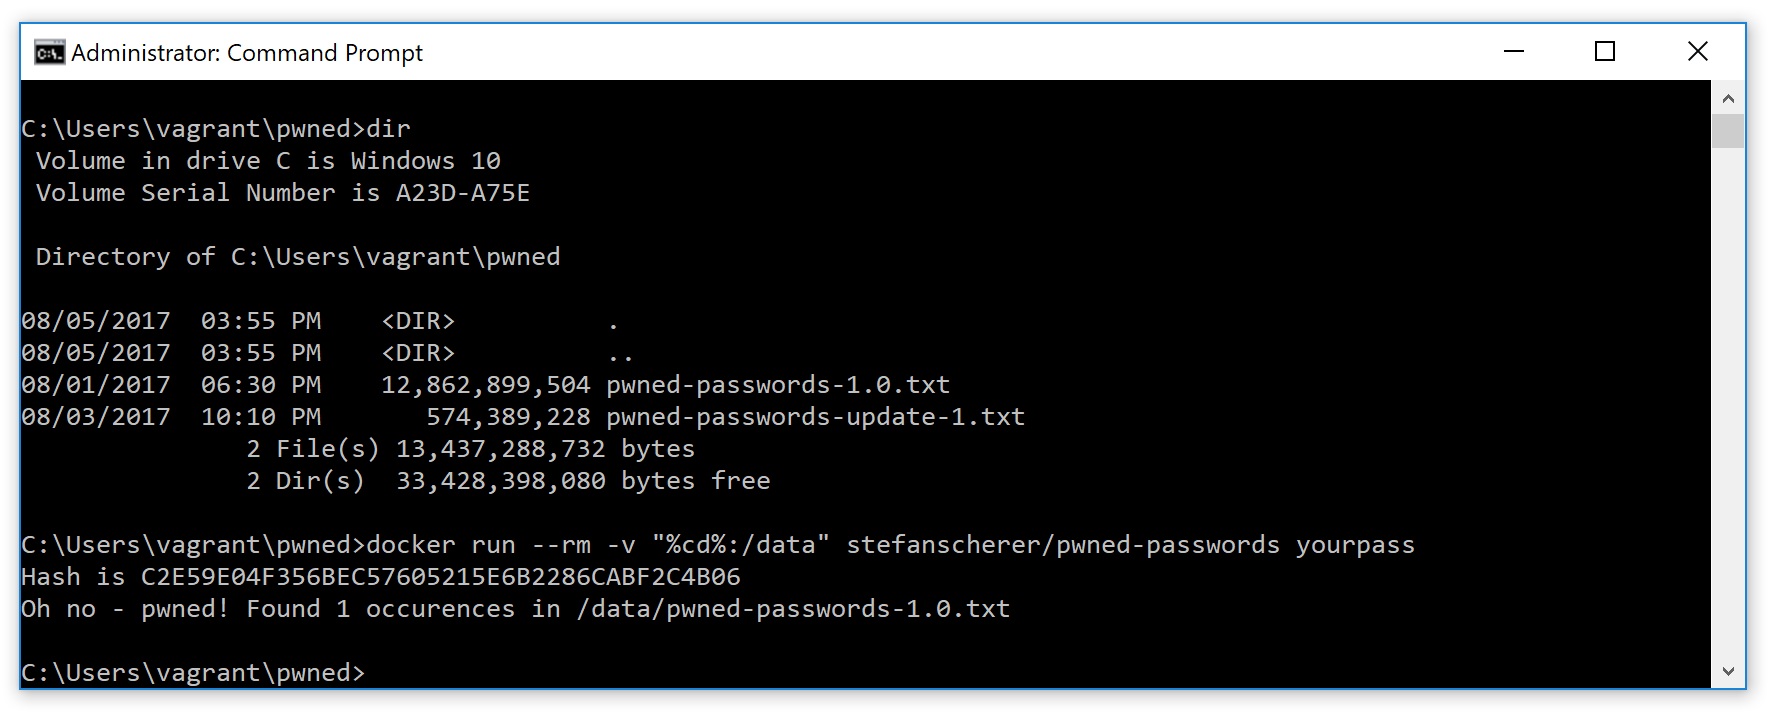 Administrator: Command Prompt
C:\Users\vagrant\pwned>dir
 Volume in drive C is Windows 10
 Volume Serial Number is A23D-A75E
 Directory of C:\Users\vagrant\pwned
08/05/2017  03:55 PM    <DIR>          .
08/05/2017  03:55 PM    <DIR>          ..
08/01/2017  06:30 PM    12,862,899,504 pwned-passwords-1.0.txt
08/03/2017  10:10 PM       574,389,228 pwned-passwords-update-1.txt
               2 File(s) 13,437,288,732 bytes
               2 Dir(s)  33,428,398,080 bytes free
C:\Users\vagrant\pwned>docker run --rm -v "%cd%:/data" stefanscherer/pwned-passwords yourpass
Hash is C2E59E04F356BEC57605215E6B2286CABF2C4B06
Oh no - pwned! Found 1 occurences in /data/pwned-passwords-1.0.txt
C:\Users\vagrant\pwned>